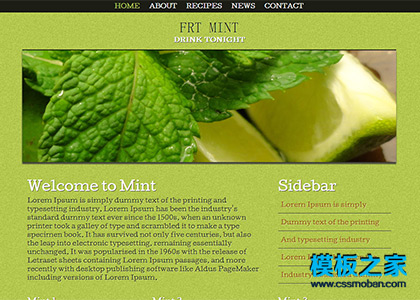 HOME ABOUT RECIPES NEWS CONTACT
FRT MINT
DRINK TONIGHT
Welcome to Mint
Lorem Ipsum is simply dummy text of the printing and
typesetting industry. Lorem Ipsum has been the industry's
standard dummy text ever since the 1500s, when an unknown
printer took a galley of type and scrambled it to make a type
specimen book. It has survived not only five centuries, but also
the leap into electronic typesetting, remaining essentially
unchanged. It was popularised in the 1960s with the release of
Letraset sheets containing Lorem Ipsum passages, and more
recently with desktop publishing software like Aldus PageMaker
including versions of Lorem Ipsum.
Sidebar
Lorem Ipsum is simply
Dummy text of the printing
And typesetting industry
Lorem Ipsum
Industry's
模板之家
www.cssmoban.com